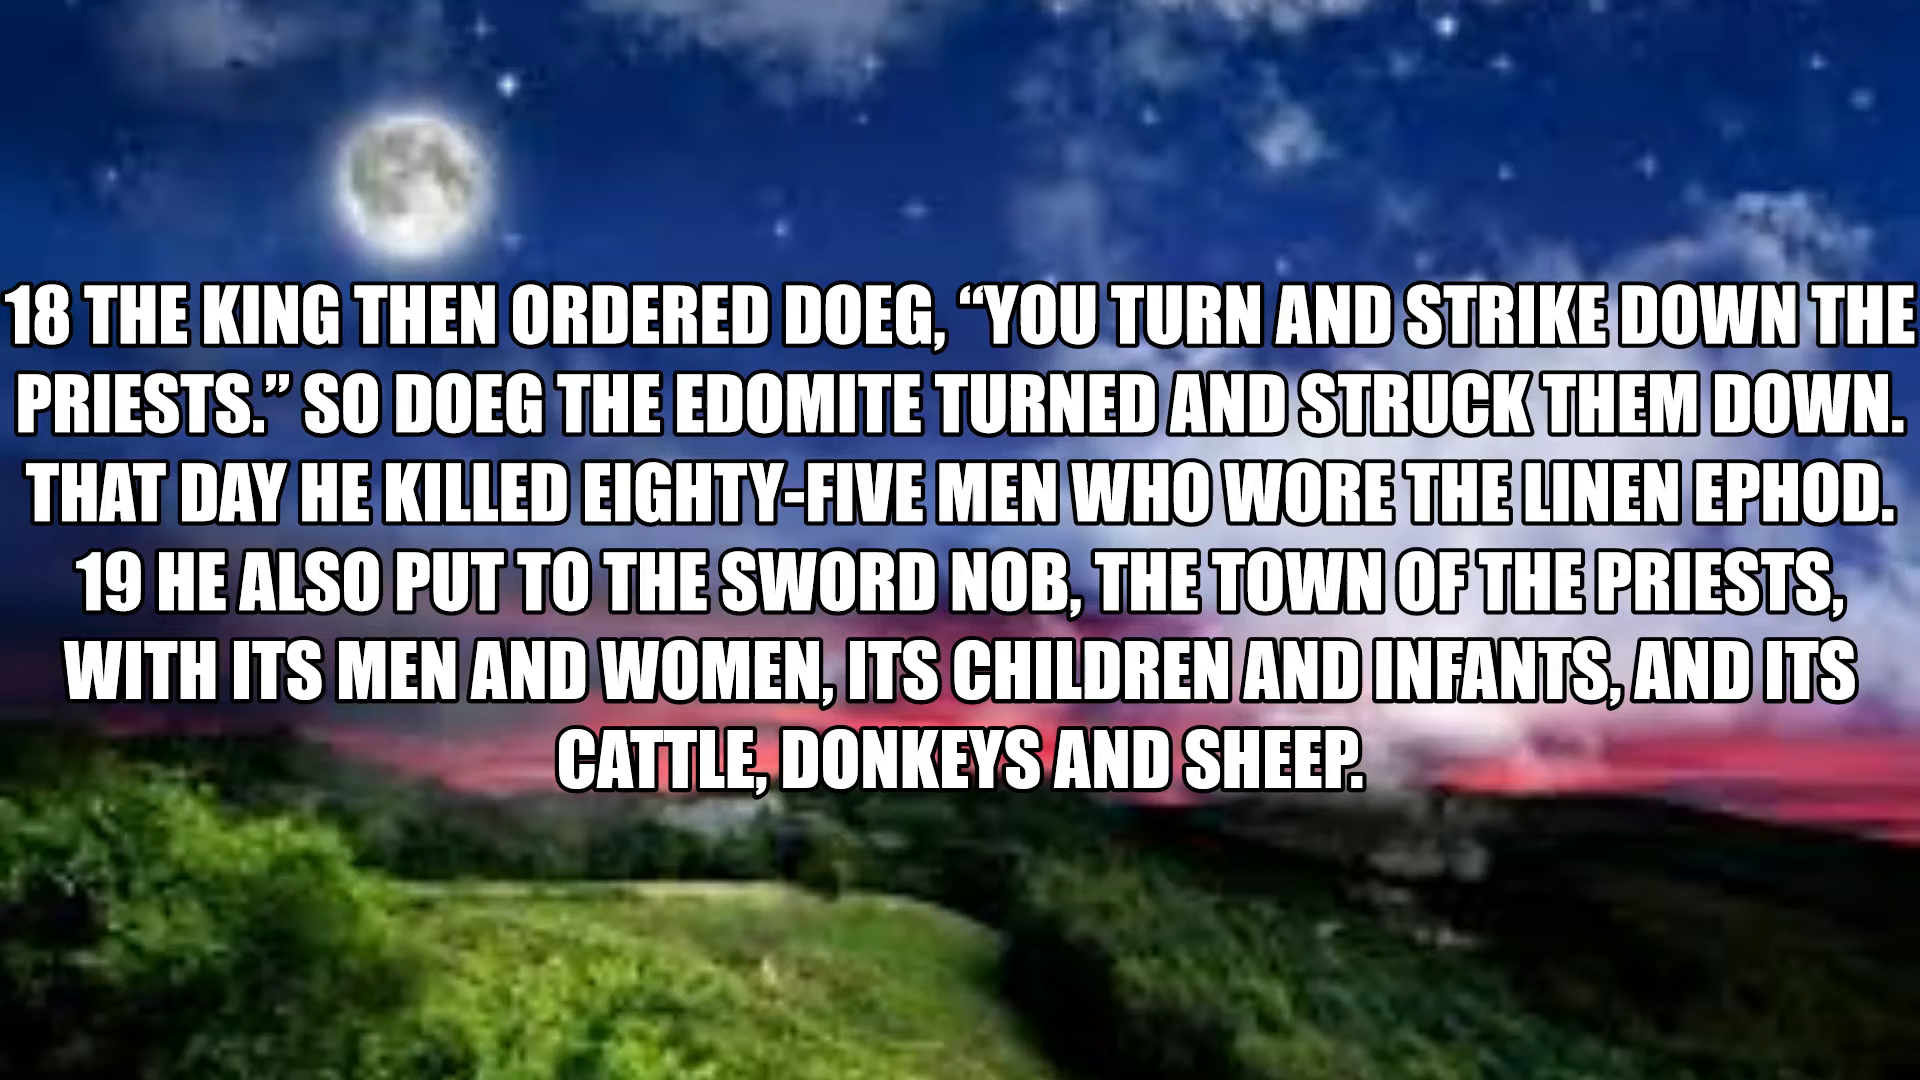 18 THE KING THEN ORDERED DOEG, “YOU TURN AND STRIKE DOWN THE
PRIESTS.” SO DOEG THE EDOMITE TURNED AND STRUCK THEM DOWN.
THAT DAY HE KILLED EIGHTY-FIVE MEN WHO WORE THE LINEN EPHOD.
19 HE ALSO PUT TO THE SWORD NOB, THE TOWN OF THE PRIESTS,
WITH ITS MEN AND WOMEN, ITS CHILDREN AND INFANTS, AND ITS
CATTLE, DONKEYS AND SHEEP.